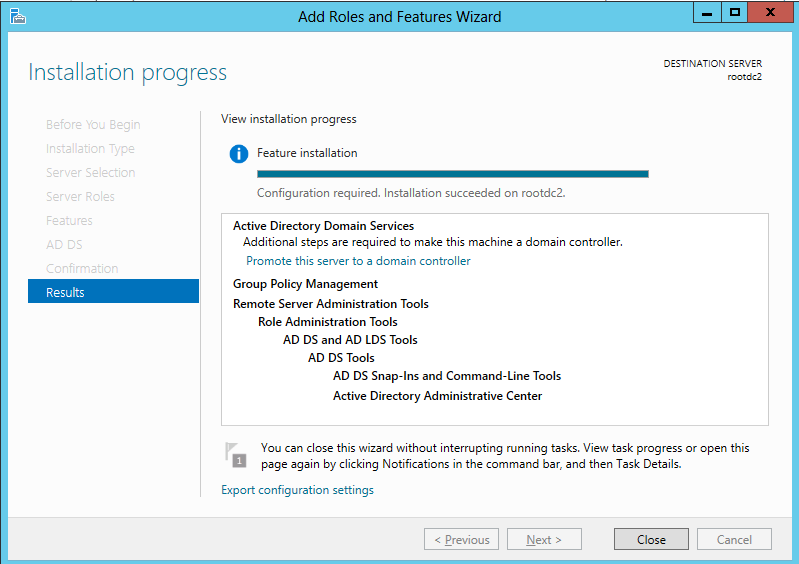 Add Roles and Features Wizard
Installation progress
DESTINATION SERVER
rootdc2
Before You Begin
Installation Type
Server Selection
Server Roles
Features
AD DS
Confirmation
Results
View installation progress
Feature installation
Configuration required. Installation succeeded on rootdc2.
Active Directory Domain Services
Additional steps are required to make this machine a domain controller.
Promote this server to a domain controller
Group Policy Management
Remote Server Administration Tools
Role Administration Tools
AD DS and AD LDS Tools
AD DS Tools
AD DS Snap-Ins and Command-Line Tools
Active Directory Administrative Center
1
You can close this wizard without interrupting running tasks. View task progress or open this
page again by clicking Notifications in the command bar, and then Task Details.
Export configuration settings
< Previous
Next >
Close
Cancel